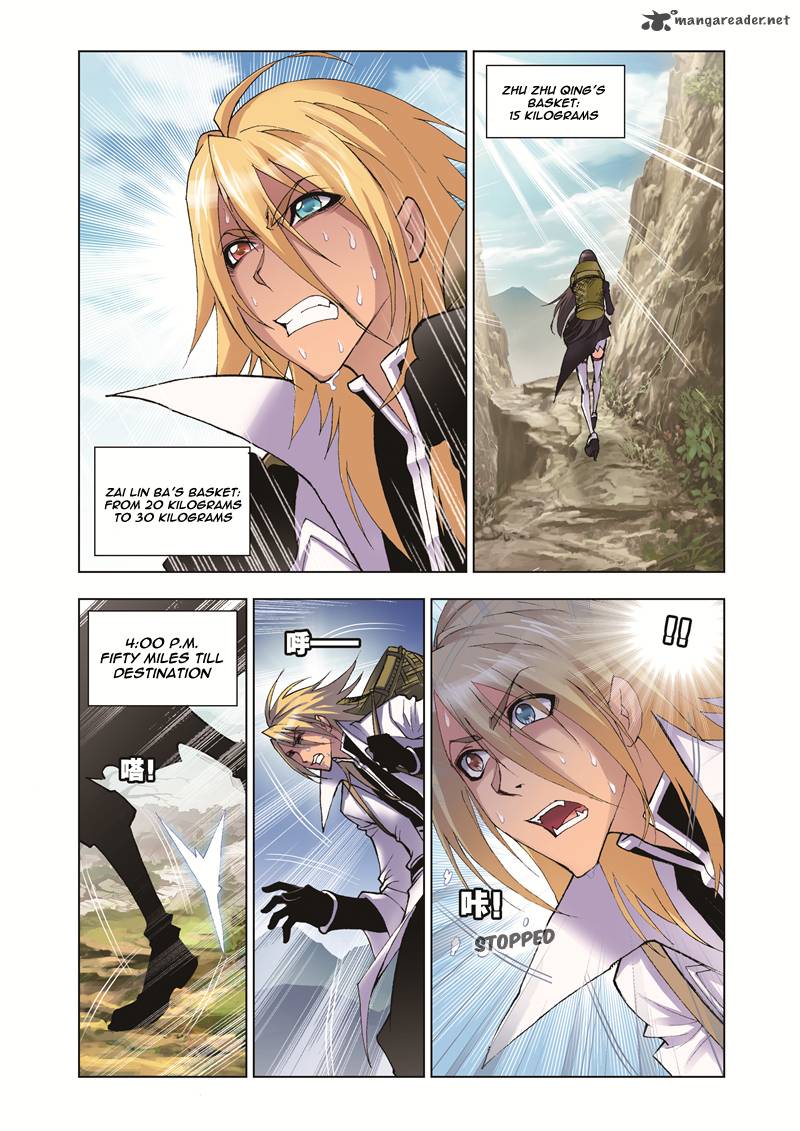 mangareader.net
ZHU ZHU QING'S
BASKET:
15 KILOGRAMS
ZAI LIN BA'S BASKET:
FROM 20 KILOGRAMS
TO 30 KILOGRAMS
4:00 P.M.
FIFTY MILES TILL
DESTINATION
嗒!
呼——
!!
咔!
STOPPED